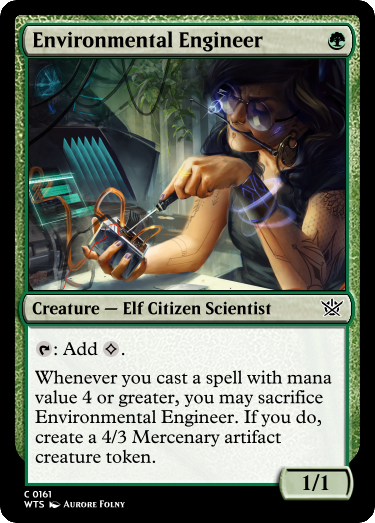 Environmental Engineer
Creature — Elf Citizen Scientist
: Add .
Whenever you cast a spell with mana
value 4 or greater, you may sacrifice
Environmental Engineer. If you do,
create a 4/3 Mercenary artifact
creature token.
1/1
C 0161
WTS Aurore Folny